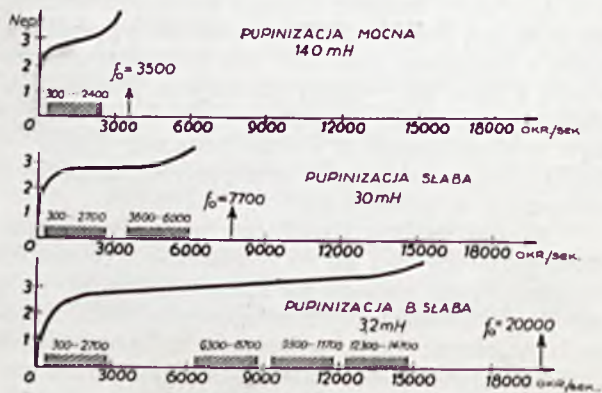 Nepi
PUPINIZACJA MOCNA
140 mH
3
2
1
0
300 - 2400
f₀ = 3500
3000 6000 9000 12000 15000 18000 OKR/SEK.
PUPINIZACJA SŁABA
30 mH
3
2
1
0
300 - 2700
3600 - 6000
f₀ = 7700
3000 6000 9000 12000 15000 18000 OKR/SEK.
PUPINIZACJA B. SŁABA
3,2 mH
3
2
1
0
300 - 2700
6300 - 8700
9300 - 11700
12300 - 14700
f₀ = 20000
3000 6000 9000 12000 15000 18000 OKR/SEK.